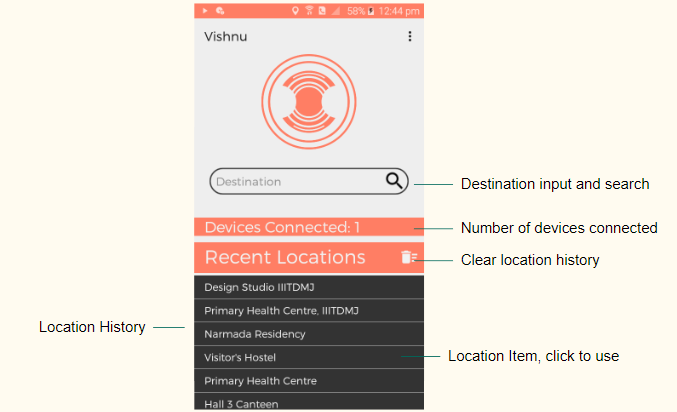 58% 12:44 pm
Vishnu
Destination
Destination input and search
Devices Connected: 1
Number of devices connected
Recent Locations
Clear location history
Design Studio IIITDMJ
Primary Health Centre, IIITDMJ
Location History
Narmada Residency
Visitor's Hostel
Location Item, click to use
Primary Health Centre
Hall 3 Canteen